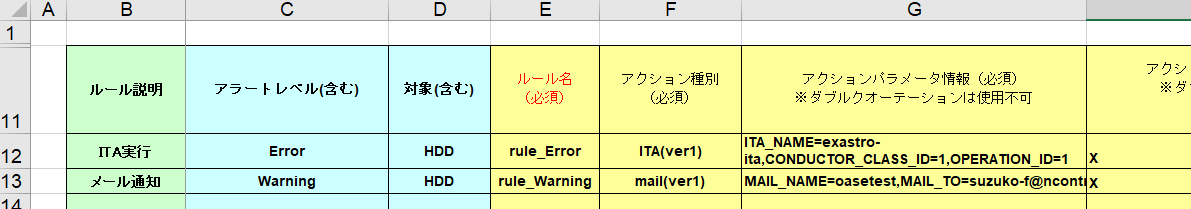 A B C D E F G
1
11 ルール説明 アラートレベル(含む) 対象(含む) ルール名 アクション種別 アクションパラメータ情報（必須） アクシ
（必須） （必須） ※ダブルクオーテーションは使用不可 ※ダ
12 ITA実行 Error HDD rule_Error ITA(ver1) ITA_NAME=exastro-
ita,CONDUCTOR_CLASS_ID=1,OPERATION_ID=1 X
13 メール通知 Warning HDD rule_Warning mail(ver1) MAIL_NAME=oasetest,MAIL_TO=suzuko-f@ncontr X
14